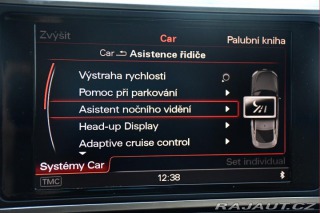 Zvýšit
Car
Palubní kniha
Car Asistence řidiče
Výstraha rychlosti
Pomoc při parkování
Asistent nočního vidění
Head-up Display
Adaptive cruise control
Systémy Car
Set individual
TMC
12:38
RAJAUT.CZ